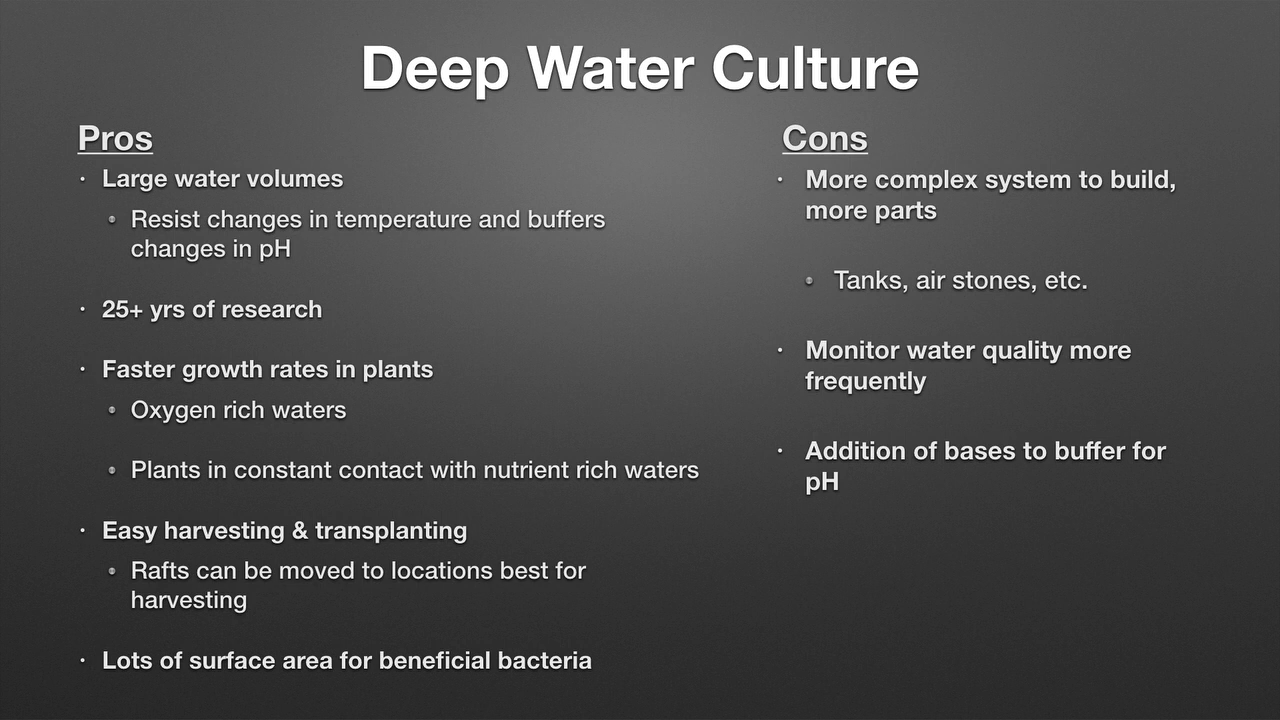 Deep Water Culture
Pros
· Large water volumes
• Resist changes in temperature and buffers
changes in pH
· 25+ yrs of research
· Faster growth rates in plants
• Oxygen rich waters
• Plants in constant contact with nutrient rich waters
· Easy harvesting & transplanting
• Rafts can be moved to locations best for
harvesting
· Lots of surface area for beneficial bacteria
Cons
· More complex system to build,
more parts
• Tanks, air stones, etc.
· Monitor water quality more
frequently
· Addition of bases to buffer for
pH